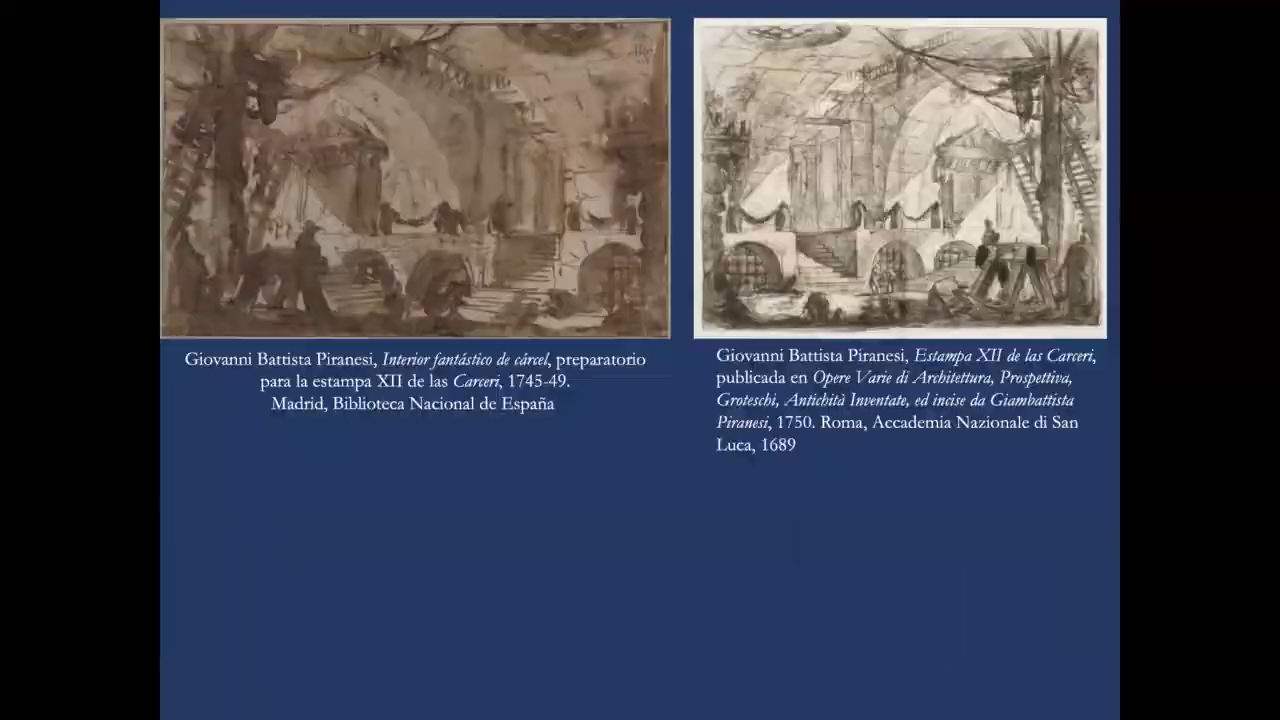 Giovanni Battista Piranesi, Interior fantástico de cárcel, preparatorio
para la estampa XII de las Carceri, 1745-49.
Madrid, Biblioteca Nacional de España
Giovanni Battista Piranesi, Estampa XII de las Carceri,
publicada en Opere Varie di Architettura, Prospettiva,
Groteschi, Antichità Inventate, ed incise da Giambattista
Piranesi, 1750. Roma, Accademia Nazionale di San
Luca, 1689